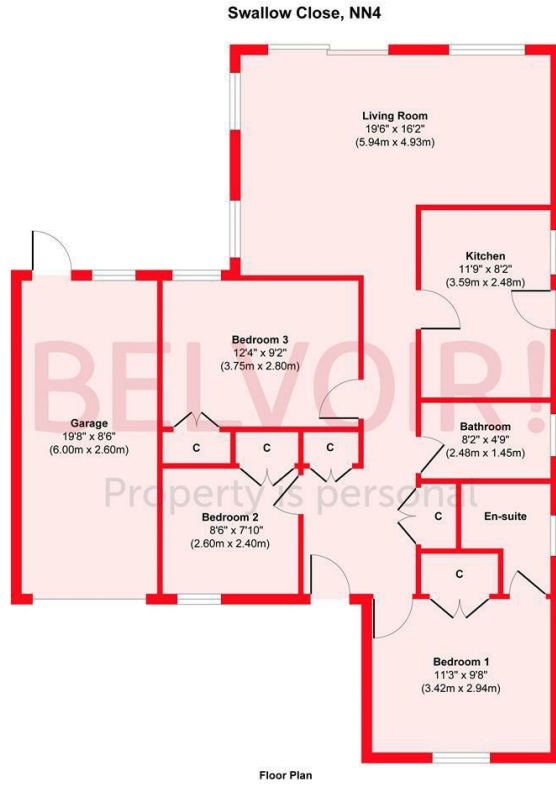 Swallow Close, NN4
Living Room
19'6" x 16'2"
(5.94m x 4.93m)
Kitchen
11'9" x 8'2"
(3.59m x 2.48m)
Bedroom 3
12'4" x 9'2"
(3.75m x 2.80m)
BELVOIR!
Garage
19'8" x 8'6"
(6.00m x 2.60m)
Bathroom
8'2" x 4'9"
(2.48m x 1.45m)
C
C
C
Property is personal
Bedroom 2
8'6" x 7'10"
(2.60m x 2.40m)
C
En-suite
C
Bedroom 1
11'3" x 9'8"
(3.42m x 2.94m)
Floor Plan